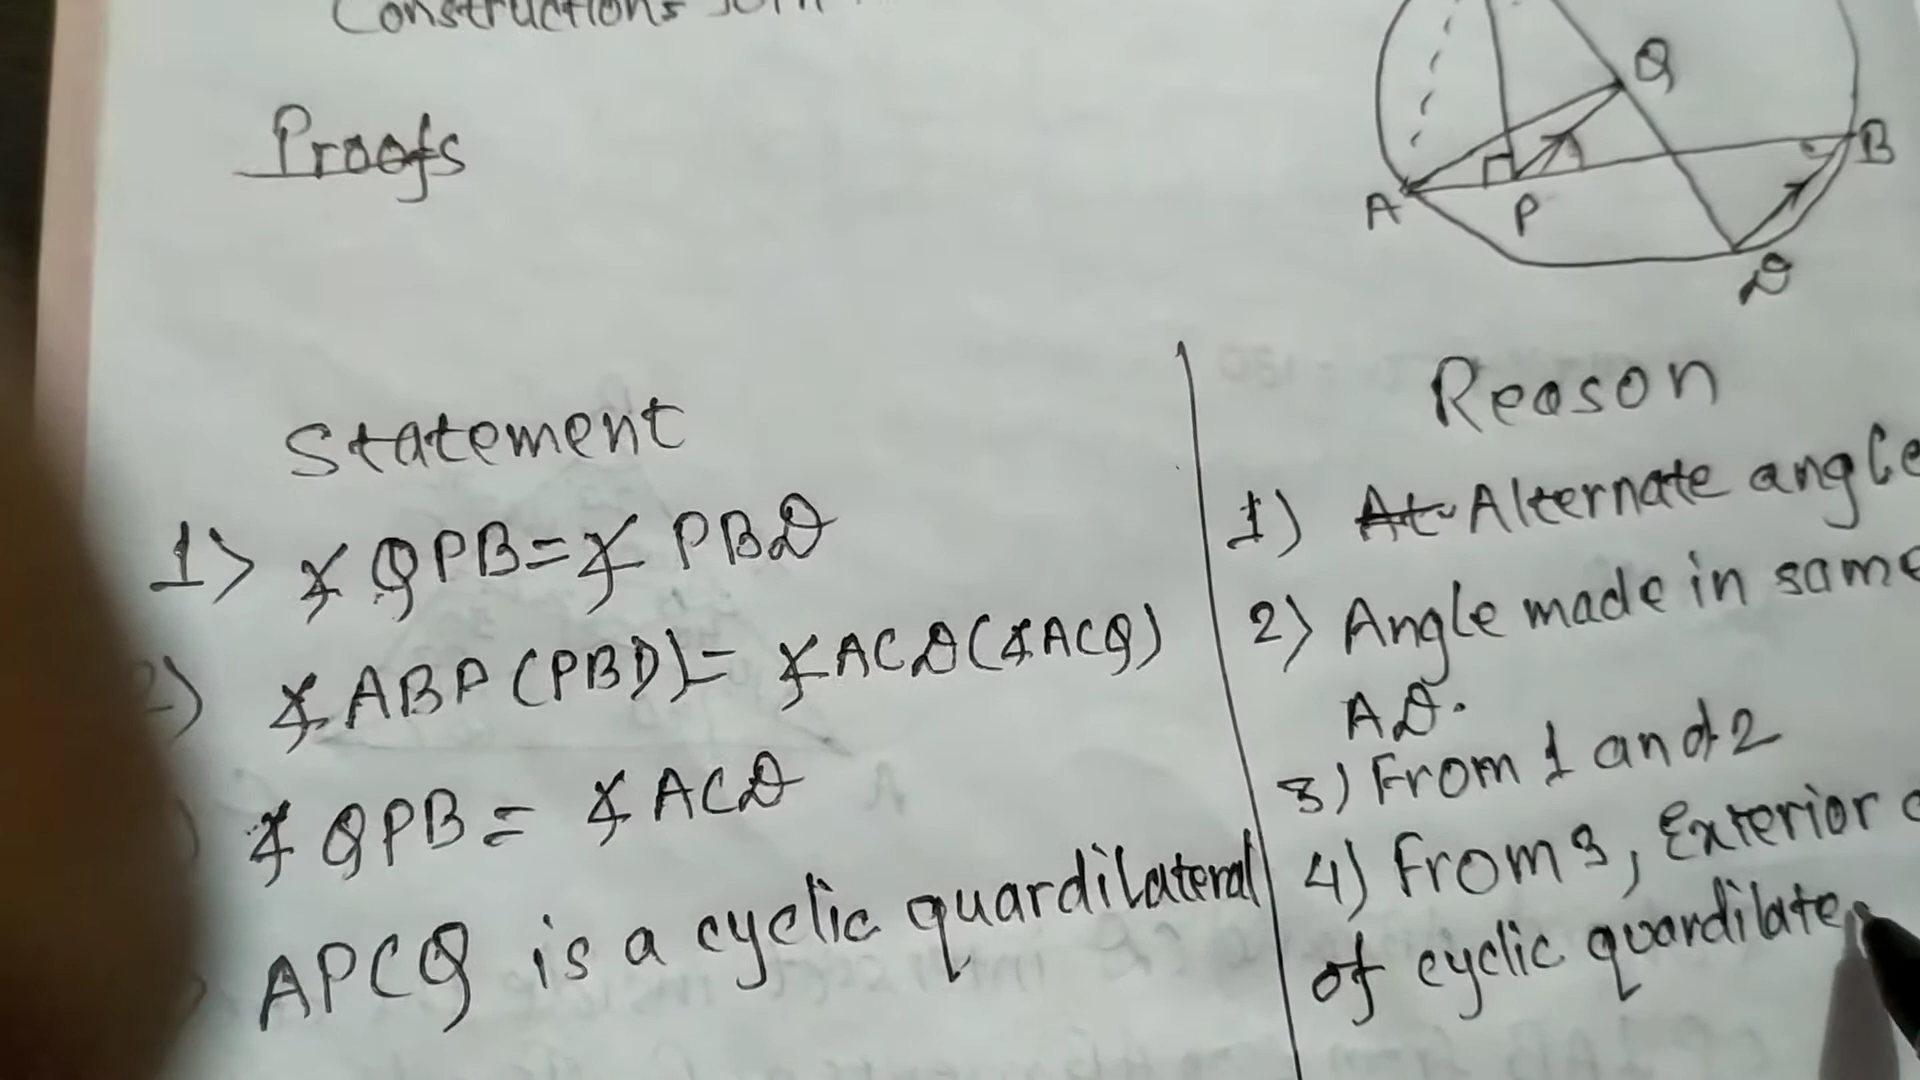 Constructions
Q
B
A
P
D
Proofs
Statement
Reason
1> ∡QPB=∡PBD
1) At Alternate angle
2) ∡ABP(PBD)=∡ACD(∡ACQ)
2) Angle made in same
AD.
) ∡QPB=∡ACD
3) From 1 and 2
APCQ is a cyclic quardilateral
4) From 3, Exterior
of cyclic quardilate